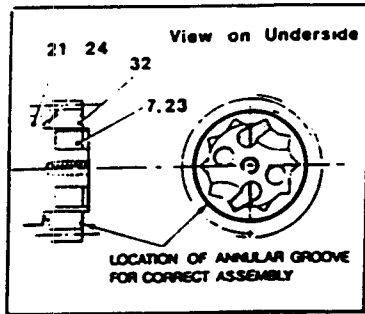 View on Underside
21 24
32
7.23
LOCATION OF ANNULAR GROOVE
FOR CORRECT ASSEMBLY